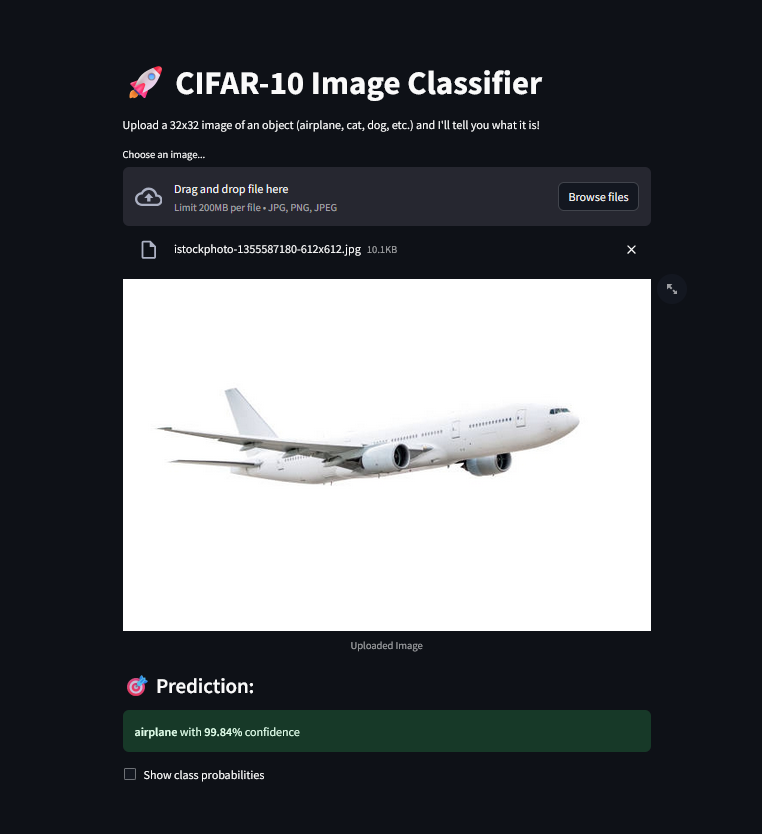 🚀 CIFAR-10 Image Classifier
Upload a 32x32 image of an object (airplane, cat, dog, etc.) and I'll tell you what it is!
Choose an image...
Drag and drop file here
Limit 200MB per file • JPG, PNG, JPEG
Browse files
istockphoto-1355587180-612x612.jpg 10.1KB
Uploaded Image
🎯 Prediction:
airplane with 99.84% confidence
Show class probabilities